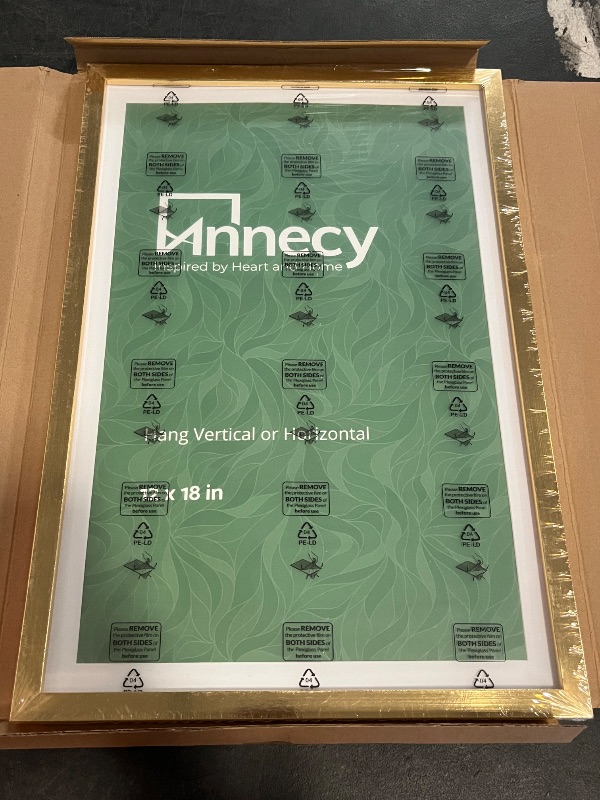 Annecy
Inspired by Heart and Home
Hang Vertical or Horizontal
12 x 18 in
Please REMOVE
the protective film on
BOTH SIDES of
the Plexiglass Panel
before use
04
PE-LD